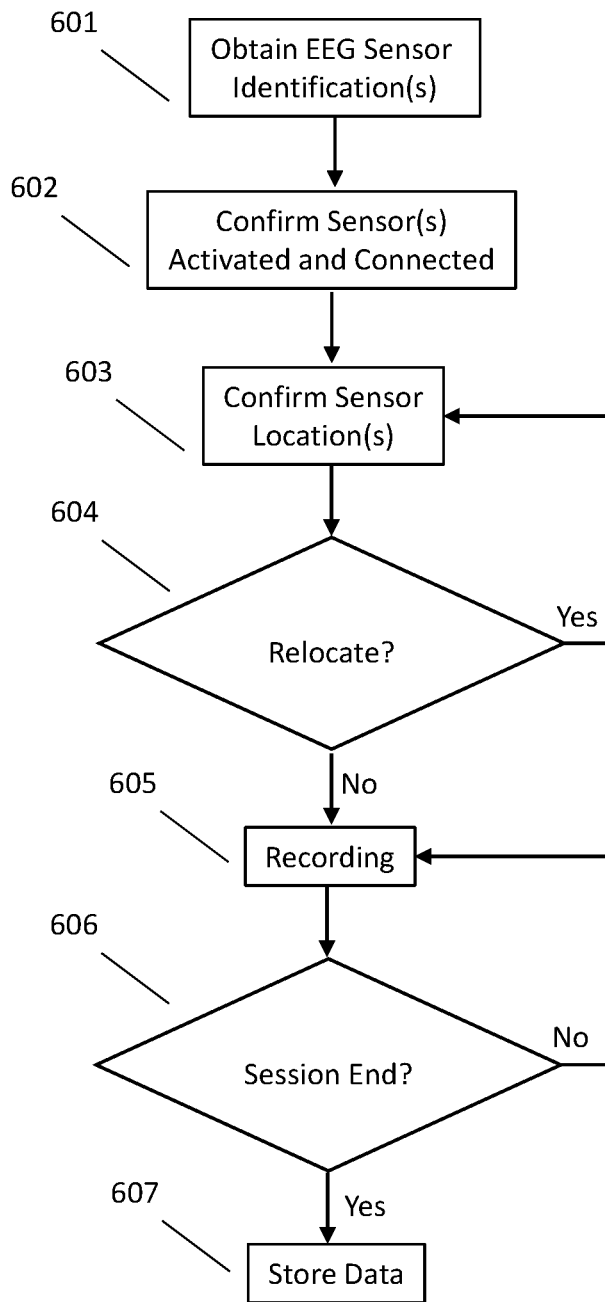 601
Obtain EEG Sensor
Identification(s)
602
Confirm Sensor(s)
Activated and Connected
603
Confirm Sensor
Location(s)
604
Relocate?
Yes
No
605
Recording
606
Session End?
No
Yes
607
Store Data